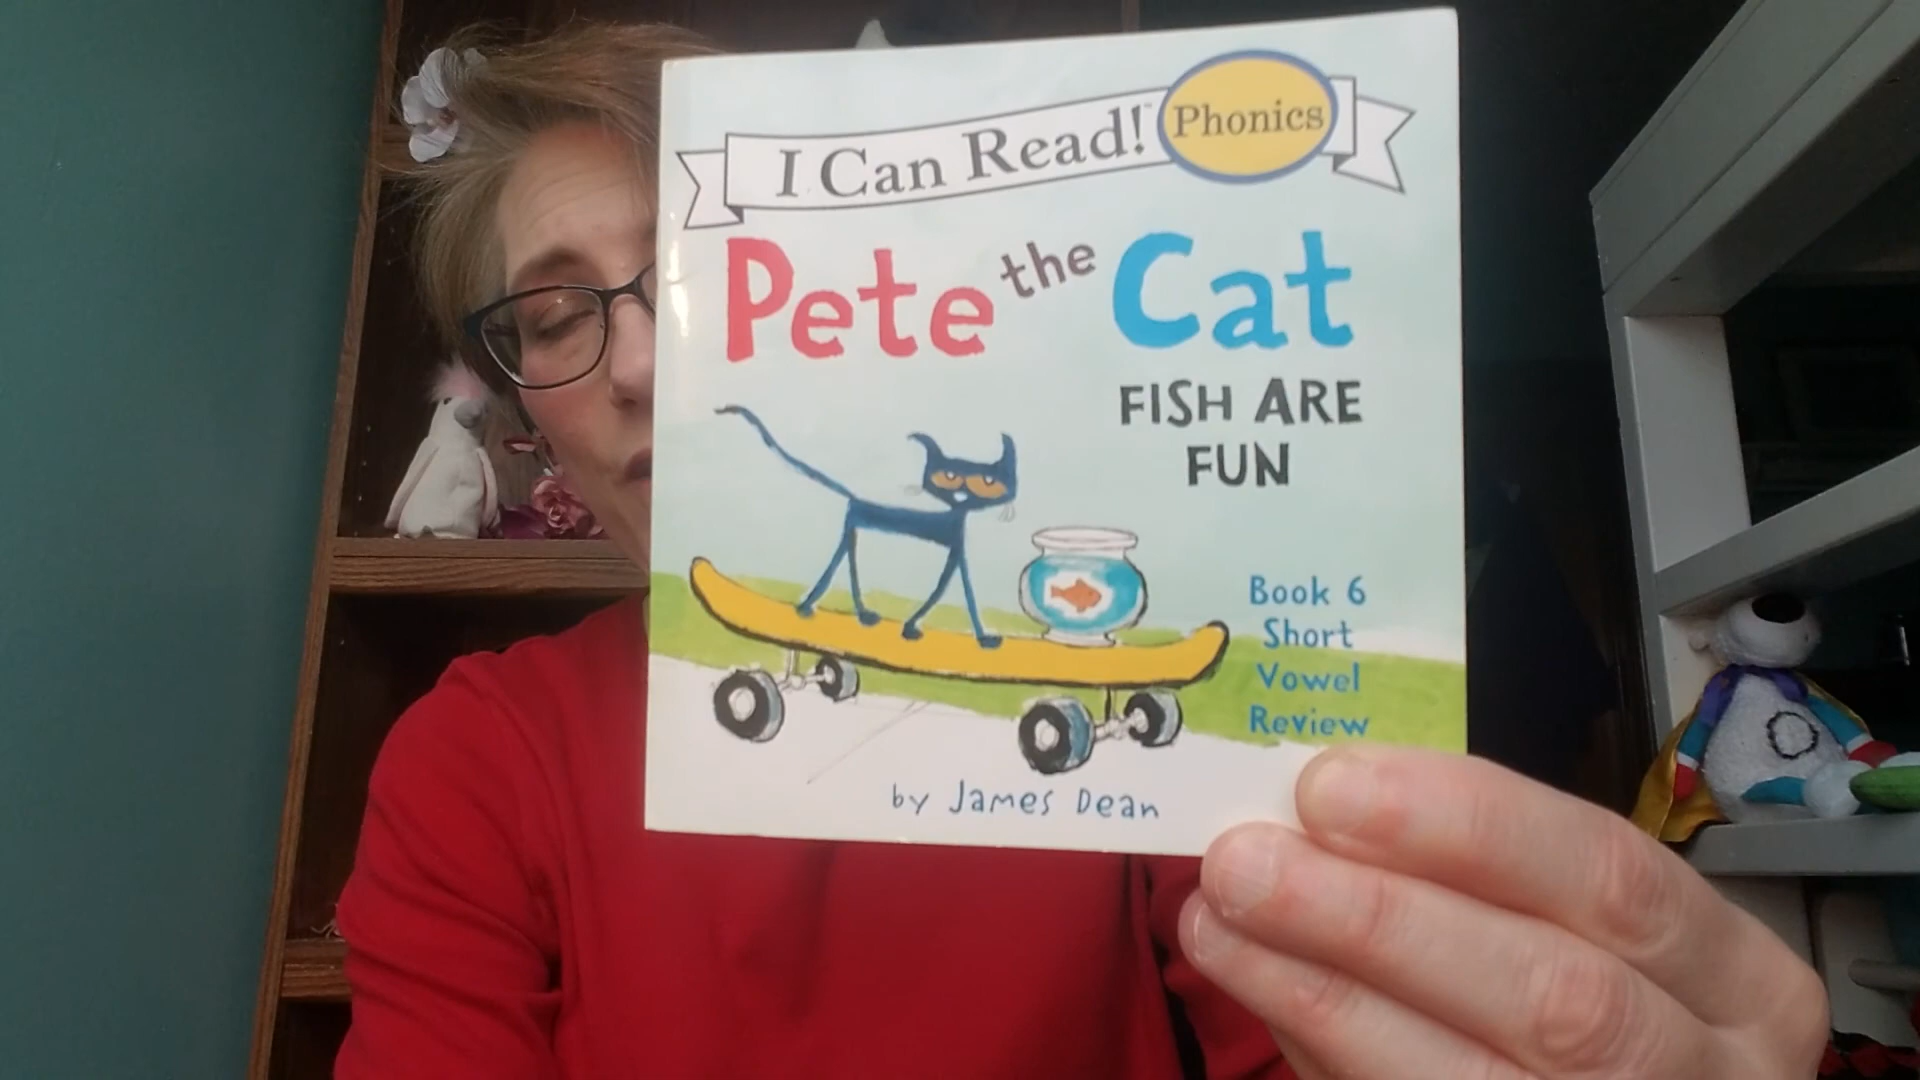 I Can Read! Phonics
Pete the Cat
FISH ARE
FUN
Book 6
Short
Vowel
Review
by James Dean